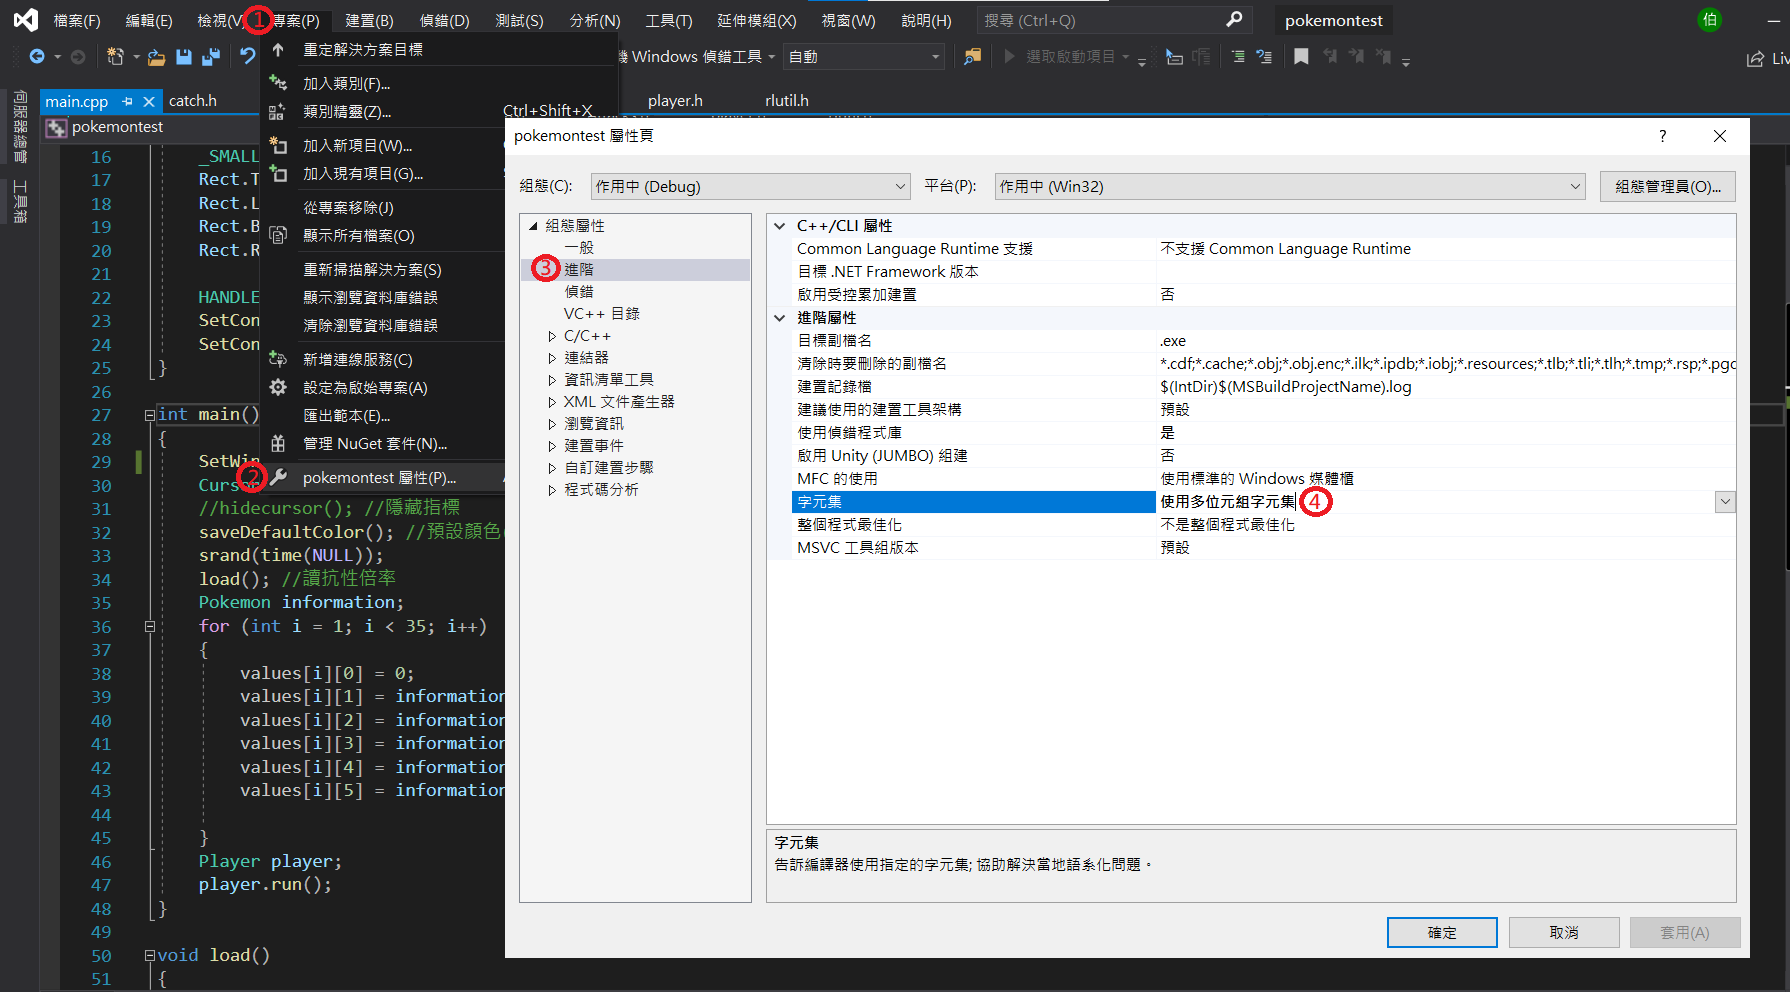 檔案(F) 編輯(E) 檢視(V ① 專案(P) 建置(B) 偵錯(D) 測試(S) 分析(N) 工具(T) 延伸模組(X) 視窗(W) 說明(H) 搜尋 (Ctrl+Q) pokemontest 伯
Windows 偵錯工具 自動 選取啟動項目 Liv
main.cpp catch.h player.h rlutil.h
pokemontest
伺服器總管
工具箱
重定解決方案目標
加入類別(F)...
類別精靈(Z)... Ctrl+Shift+X
加入新項目(W)...
加入現有項目(G)...
從專案移除(J)
顯示所有檔案(O)
重新掃描解決方案(S)
顯示瀏覽資料庫錯誤
清除瀏覽資料庫錯誤
新增連線服務(C)
設定為啟始專案(A)
匯出範本(E)...
管理 NuGet 套件(N)...
② pokemontest 屬性(P)...
16 _SMALL
17 Rect.T
18 Rect.L
19 Rect.B
20 Rect.R
21
22 HANDLE
23 SetCon
24 SetCon
25 }
26
27 int main()
28 {
29 SetWin
30 Curso
31 //hidecursor(); //隱藏指標
32 saveDefaultColor(); //預設顏色(
33 srand(time(NULL));
34 load(); //讀抗性倍率
35 Pokemon information;
36 for (int i = 1; i < 35; i++)
37 {
38 values[i][0] = 0;
39 values[i][1] = information
40 values[i][2] = information
41 values[i][3] = information
42 values[i][4] = information
43 values[i][5] = information
44
45 }
46 Player player;
47 player.run();
48 }
49
50 void load()
51 {
pokemontest 屬性頁 ?
組態(C): 作用中 (Debug) 平台(P): 作用中 (Win32) 組態管理員(O)...
組態屬性
一般
③ 進階
偵錯
VC++ 目錄
C/C++
連結器
資訊清單工具
XML 文件產生器
瀏覽資訊
建置事件
自訂建置步驟
程式碼分析
C++/CLI 屬性
Common Language Runtime 支援 不支援 Common Language Runtime
目標 .NET Framework 版本
啟用受控累加建置 否
進階屬性
目標副檔名 .exe
清除時要刪除的副檔名 *.cdf;*.cache;*.obj;*.obj.enc;*.ilk;*.ipdb;*.iobj;*.resources;*.tlb;*.tli;*.tlh;*.tmp;*.rsp;*.pgc
建置記錄檔 $(IntDir)$(MSBuildProjectName).log
建議使用的建置工具架構 預設
使用偵錯程式庫 是
啟用 Unity (JUMBO) 組建 否
MFC 的使用 使用標準的 Windows 媒體櫃
字元集 使用多位元組字元集 ④
整個程式最佳化 不是整個程式最佳化
MSVC 工具組版本 預設
字元集
告訴編譯器使用指定的字元集; 協助解決當地語系化問題。
確定 取消 套用(A)